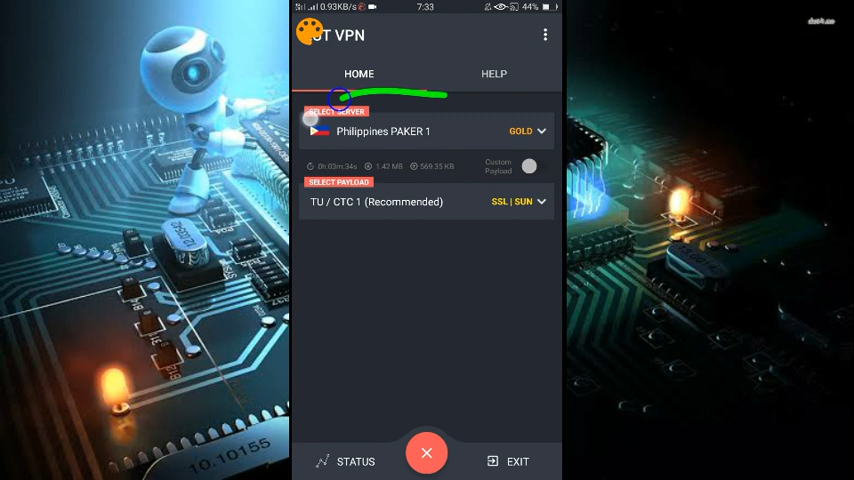 0.93KB/s
7:33
44%
VPN
HOME
HELP
SELECT SERVER
Philippines PAKER 1
GOLD
0h:03m:34s
1.42 MB
569.35 KB
Custom
Payload
SELECT PAYLOAD
TU / CTC 1 (Recommended)
SSL | SUN
STATUS
EXIT
10.10155